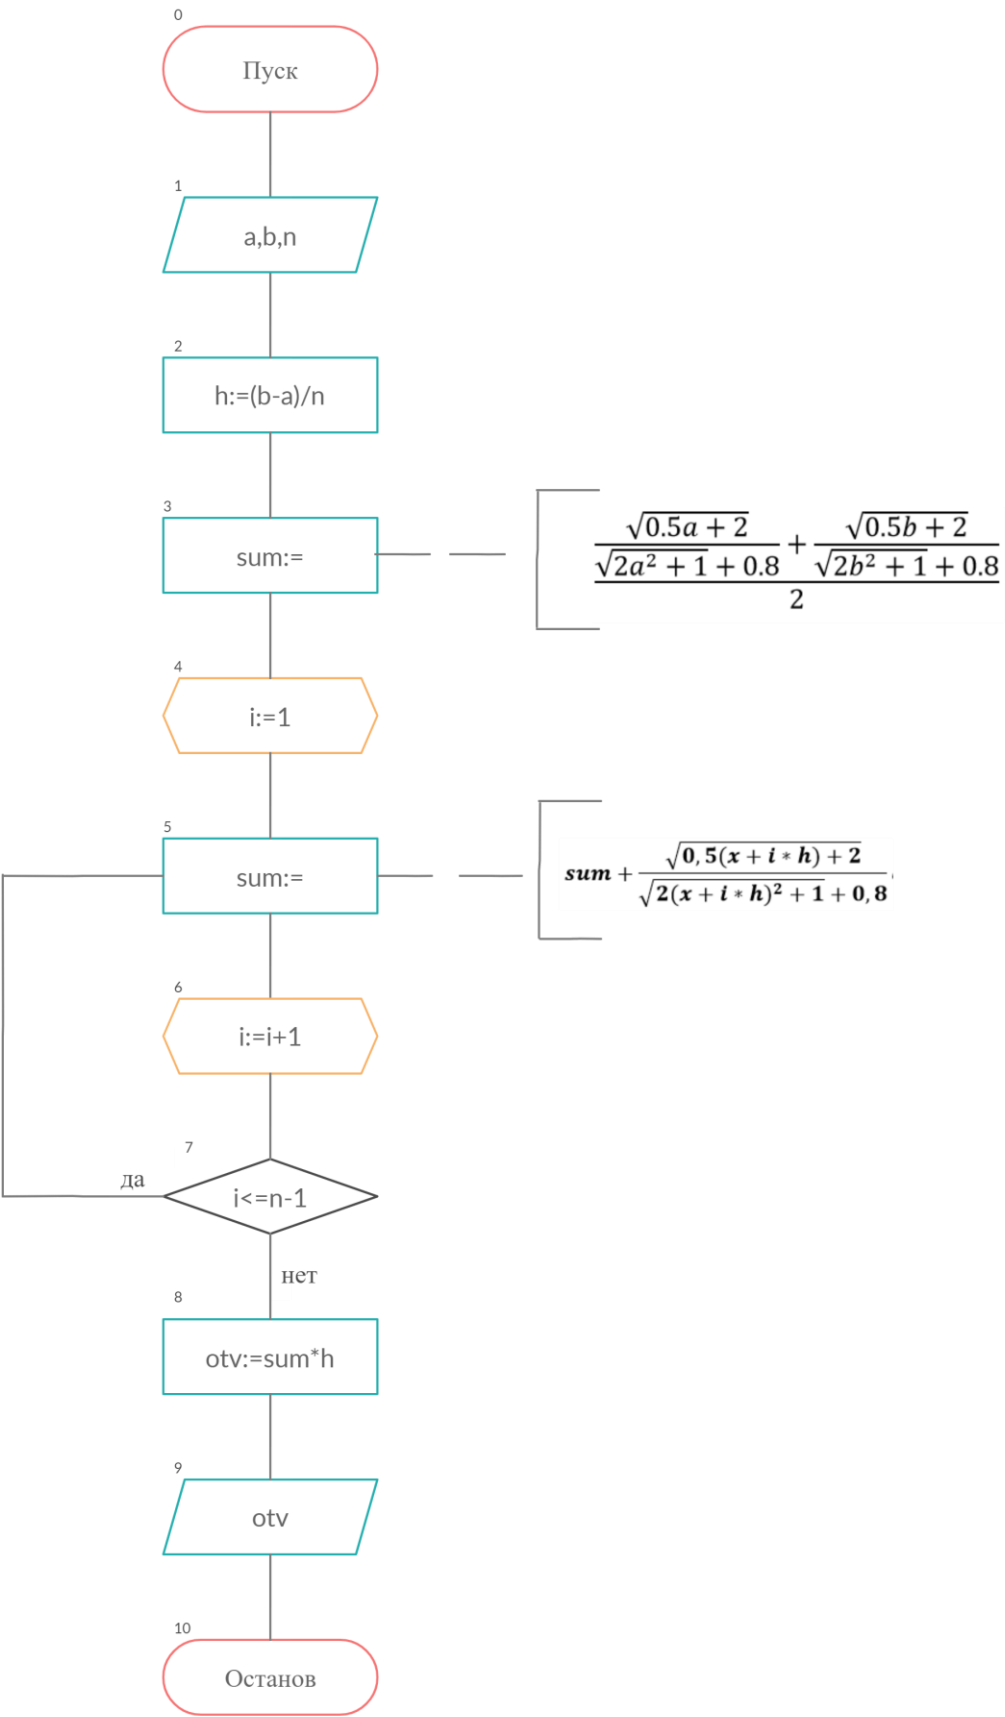 0
Пуск
1
a,b,n
2
h:=(b-a)/n
3
sum:=
√0.5a + 2 / √2a² + 1 + 0.8 + √0.5b + 2 / √2b² + 1 + 0.8
2
4
i:=1
5
sum:=
sum + √0,5(x + i * h) + 2 / √2(x + i * h)² + 1 + 0,8
6
i:=i+1
7
да
i<=n-1
нет
8
otv:=sum*h
9
otv
10
Останов